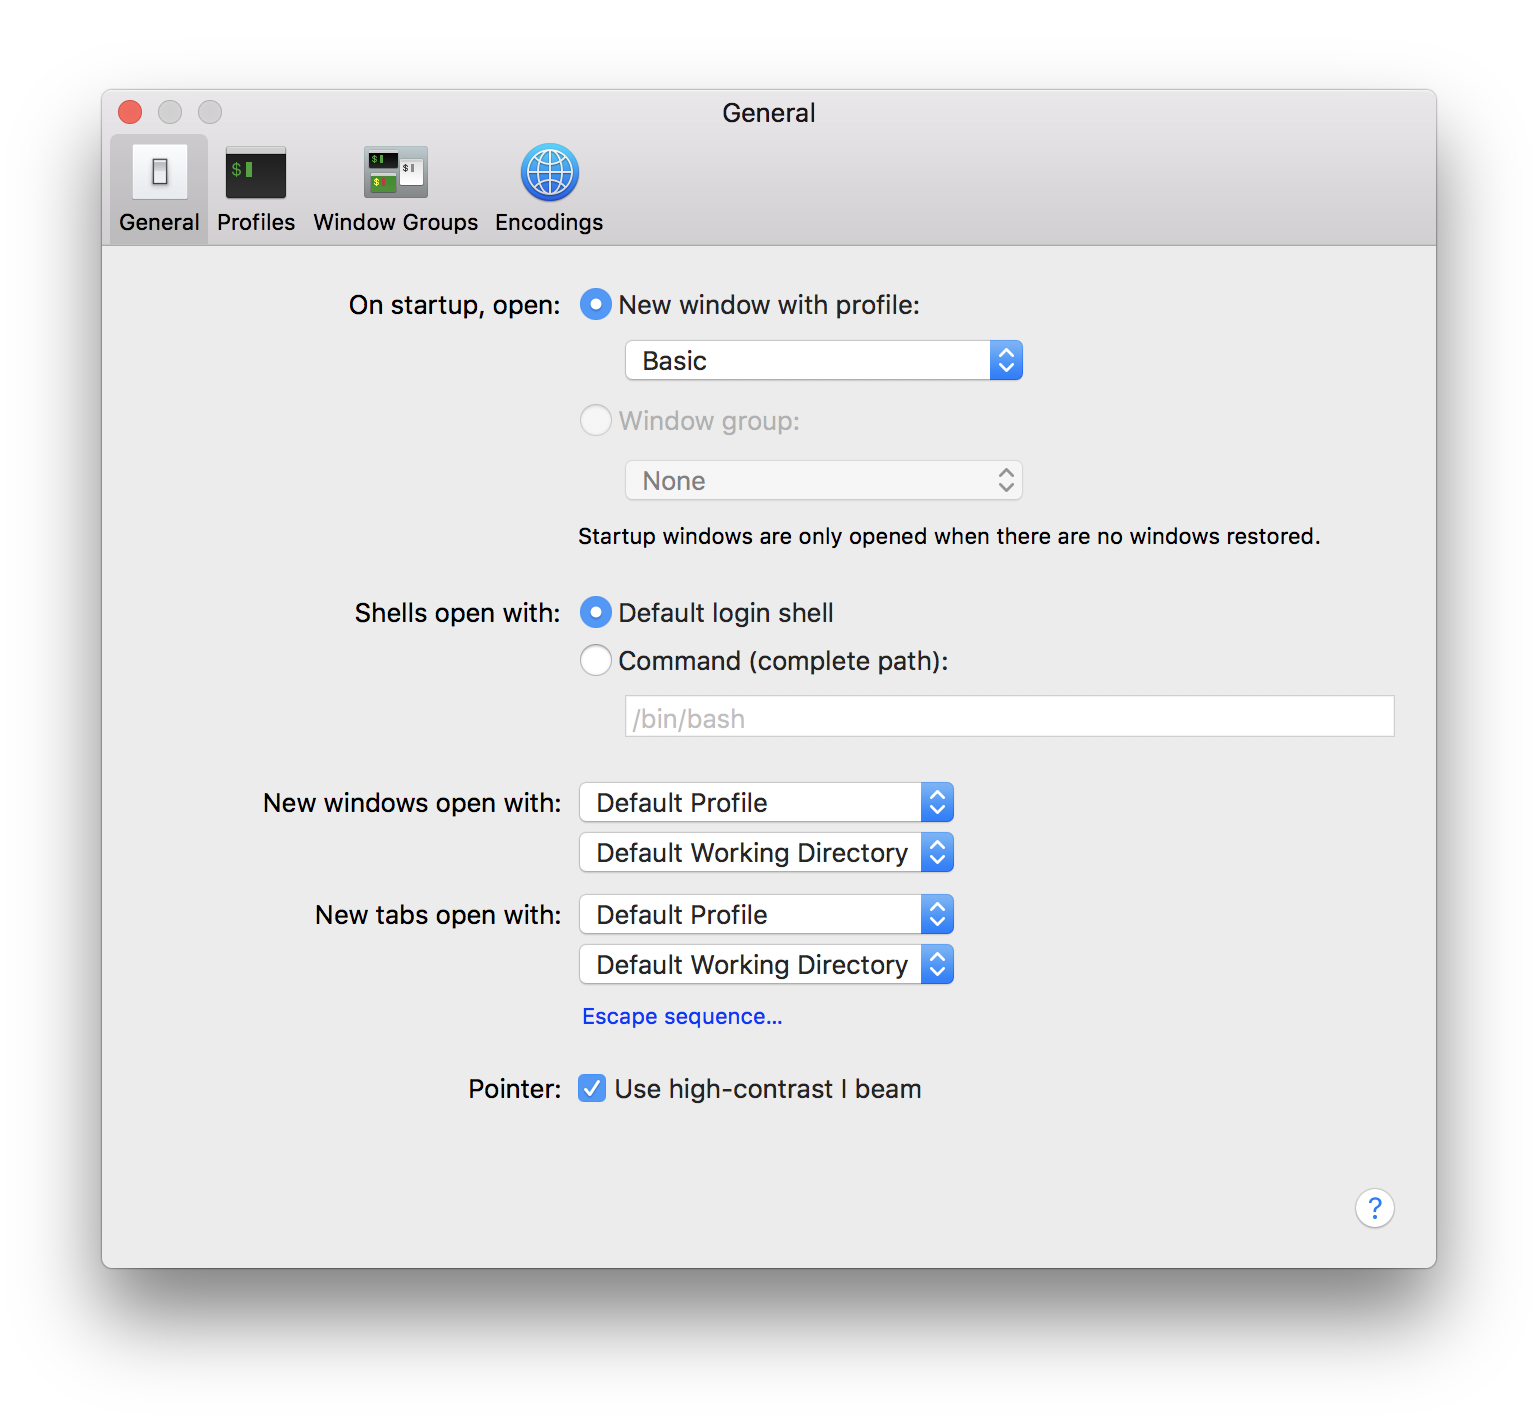 General
General Profiles Window Groups Encodings
On startup, open: New window with profile:
Basic
Window group:
None
Startup windows are only opened when there are no windows restored.
Shells open with: Default login shell
Command (complete path):
/bin/bash
New windows open with: Default Profile
Default Working Directory
New tabs open with: Default Profile
Default Working Directory
Escape sequence...
Pointer: Use high-contrast I beam
?